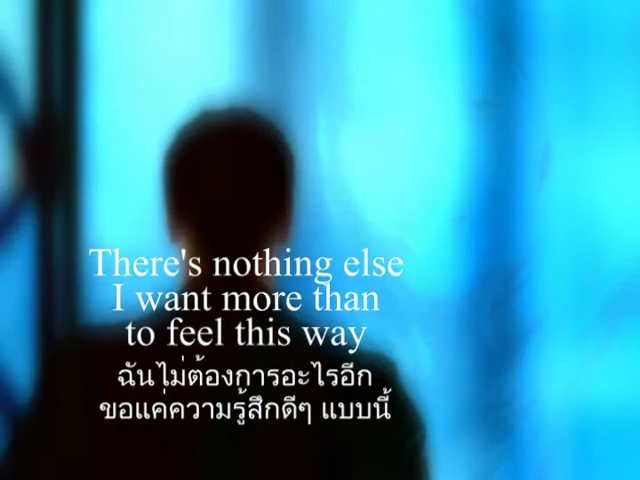 There's nothing else
I want more than
to feel this way
ฉันไม่ต้องการอะไรอีก
ขอแค่ความรู้สึกดีๆ แบบนี้